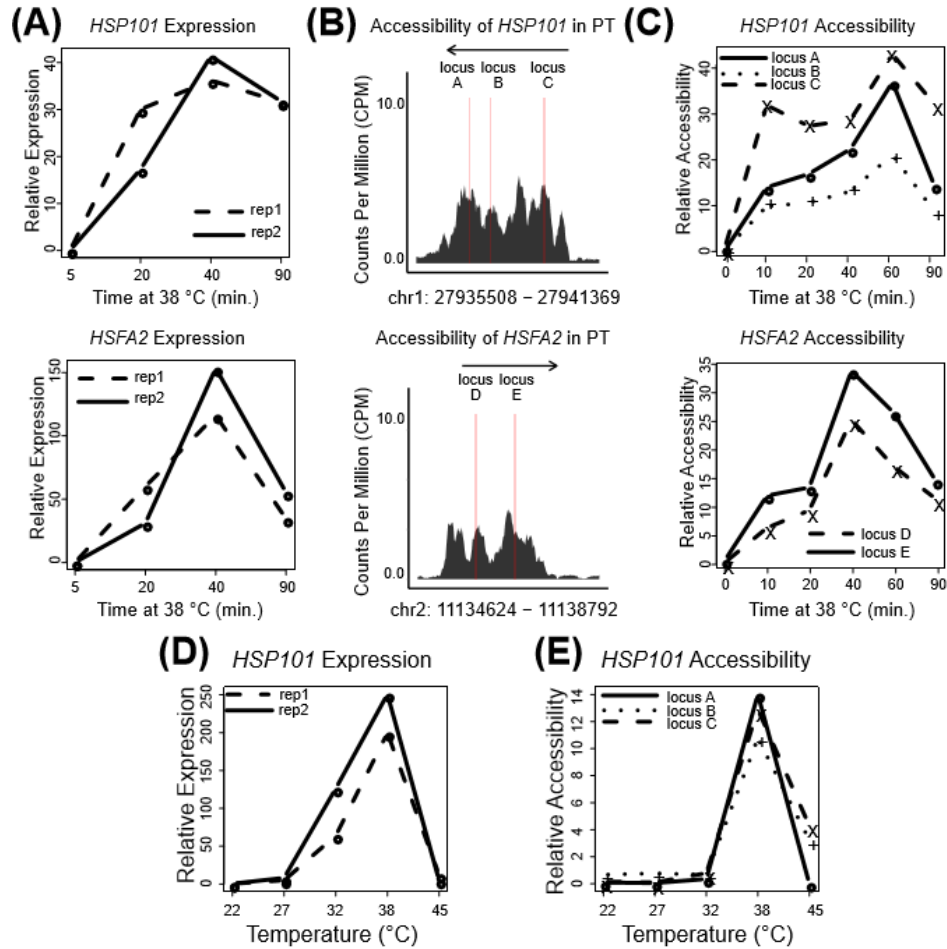 (A)
HSP101 Expression
Relative Expression
0 10 20 30 40
rep1
rep2
5 20 40 90
Time at 38 °C (min.)
(B)
Accessibility of HSP101 in PT
locus A
locus B
locus C
Counts Per Million (CPM)
10.0
0.0
chr1: 27935508 – 27941369
(C)
HSP101 Accessibility
locus A
locus B
locus C
Relative Accessibility
0 10 20 30 40
0 10 20 40 60 90
Time at 38 °C (min.)
HSFA2 Expression
rep1
rep2
Relative Expression
0 50 100 150
5 20 40 90
Time at 38 °C (min.)
Accessibility of HSFA2 in PT
locus D
locus E
Counts Per Million (CPM)
10.0
0.0
chr2: 11134624 – 11138792
HSFA2 Accessibility
Relative Accessibility
0 5 10 15 25 35
locus D
locus E
0 10 20 40 60 90
Time at 38 °C (min.)
(D)
HSP101 Expression
rep1
rep2
Relative Expression
0 50 100 150 200 250
22 27 32 38 45
Temperature (°C)
(E)
HSP101 Accessibility
locus A
locus B
locus C
Relative Accessibility
0 2 4 6 8 10 12 14
22 27 32 38 45
Temperature (°C)